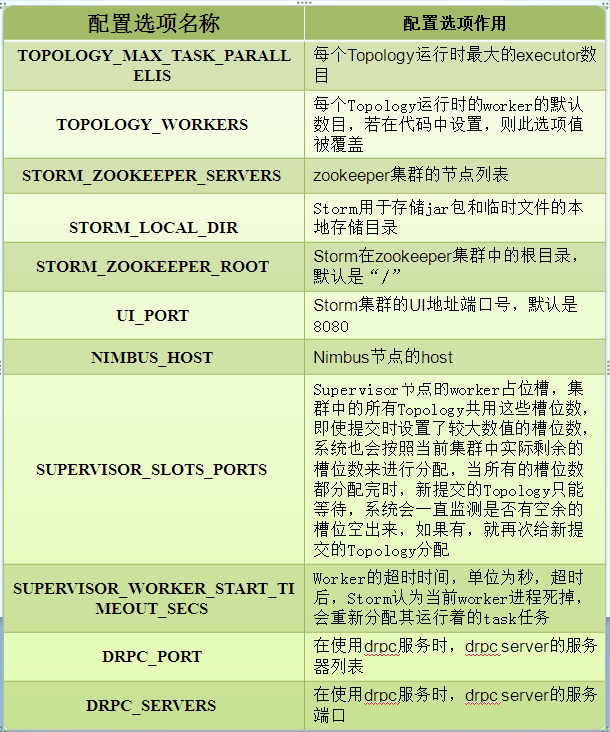 配置选项名称
配置选项作用
TOPOLOGY_MAX_TASK_PARALL
ELIS
每个Topology运行时最大的executor数
目
TOPOLOGY_WORKERS
每个Topology运行时的worker的默认
数目，若在代码中设置，则此选项值
被覆盖
STORM_ZOOKEEPER_SERVERS
zookeeper集群的节点列表
STORM_LOCAL_DIR
Storm用于存储jar包和临时文件的本
地存储目录
STORM_ZOOKEEPER_ROOT
Storm在zookeeper集群中的根目录，
默认是“/”
UI_PORT
Storm集群的UI地址端口号，默认是
8080
NIMBUS_HOST
Nimbus节点的host
SUPERVISOR_SLOTS_PORTS
Supervisor节点的worker占位槽，集
群中的所有Topology共用这些槽位数，
即使提交时设置了较大数值的槽位数，
系统也会按照当前集群中实际剩余的
槽位数来进行分配，当所有的槽位数
都分配完时，新提交的Topology只能
等待，系统会一直监测是否有空余的
槽位空出来，如果有，就再次给新提
交的Topology分配
SUPERVISOR_WORKER_START_TI
MEOUT_SECS
Worker的超时时间，单位为秒，超时
后，Storm认为当前worker进程死掉，
会重新分配其运行着的task任务
DRPC_PORT
在使用drpc服务时，drpc server的服务
器列表
DRPC_SERVERS
在使用drpc服务时，drpc server的服务
端口